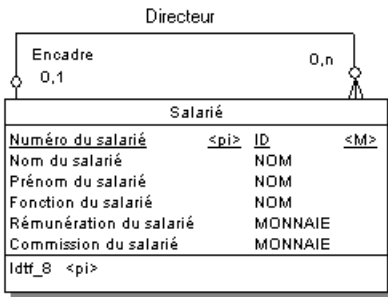 Directeur
Encadre
0,n
0,1
Salarié
Numéro du salarié <pi> ID <M>
Nom du salarié NOM
Prénom du salarié NOM
Fonction du salarié NOM
Rémunération du salarié MONNAIE
Commission du salarié MONNAIE
Idtf_8 <pi>